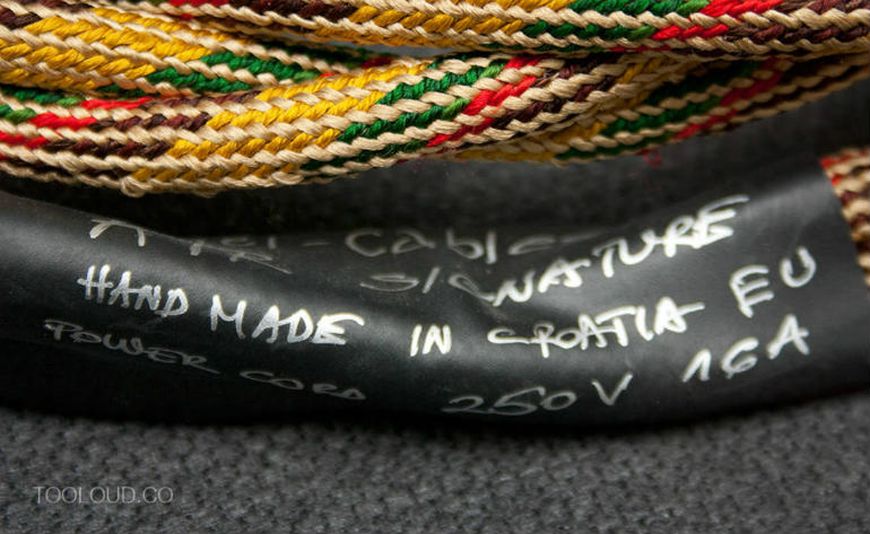 -Cable
SIGNATURE
HAND MADE IN CROATIA EU
POWER CORD 250V 16A
TOOLOUD.CO